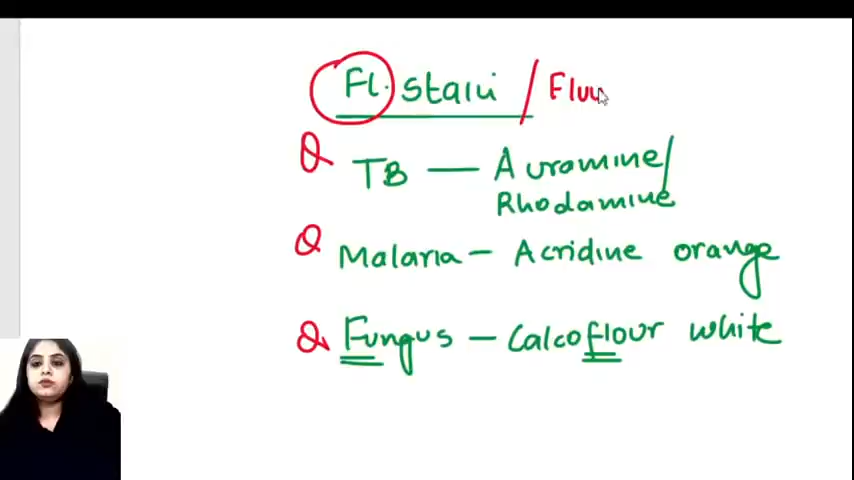 Fl. stain / Fluo
Q TB — Auramine/
Rhodamine
Q Malaria — Acridine orange
Q Fungus — Calcoflour white